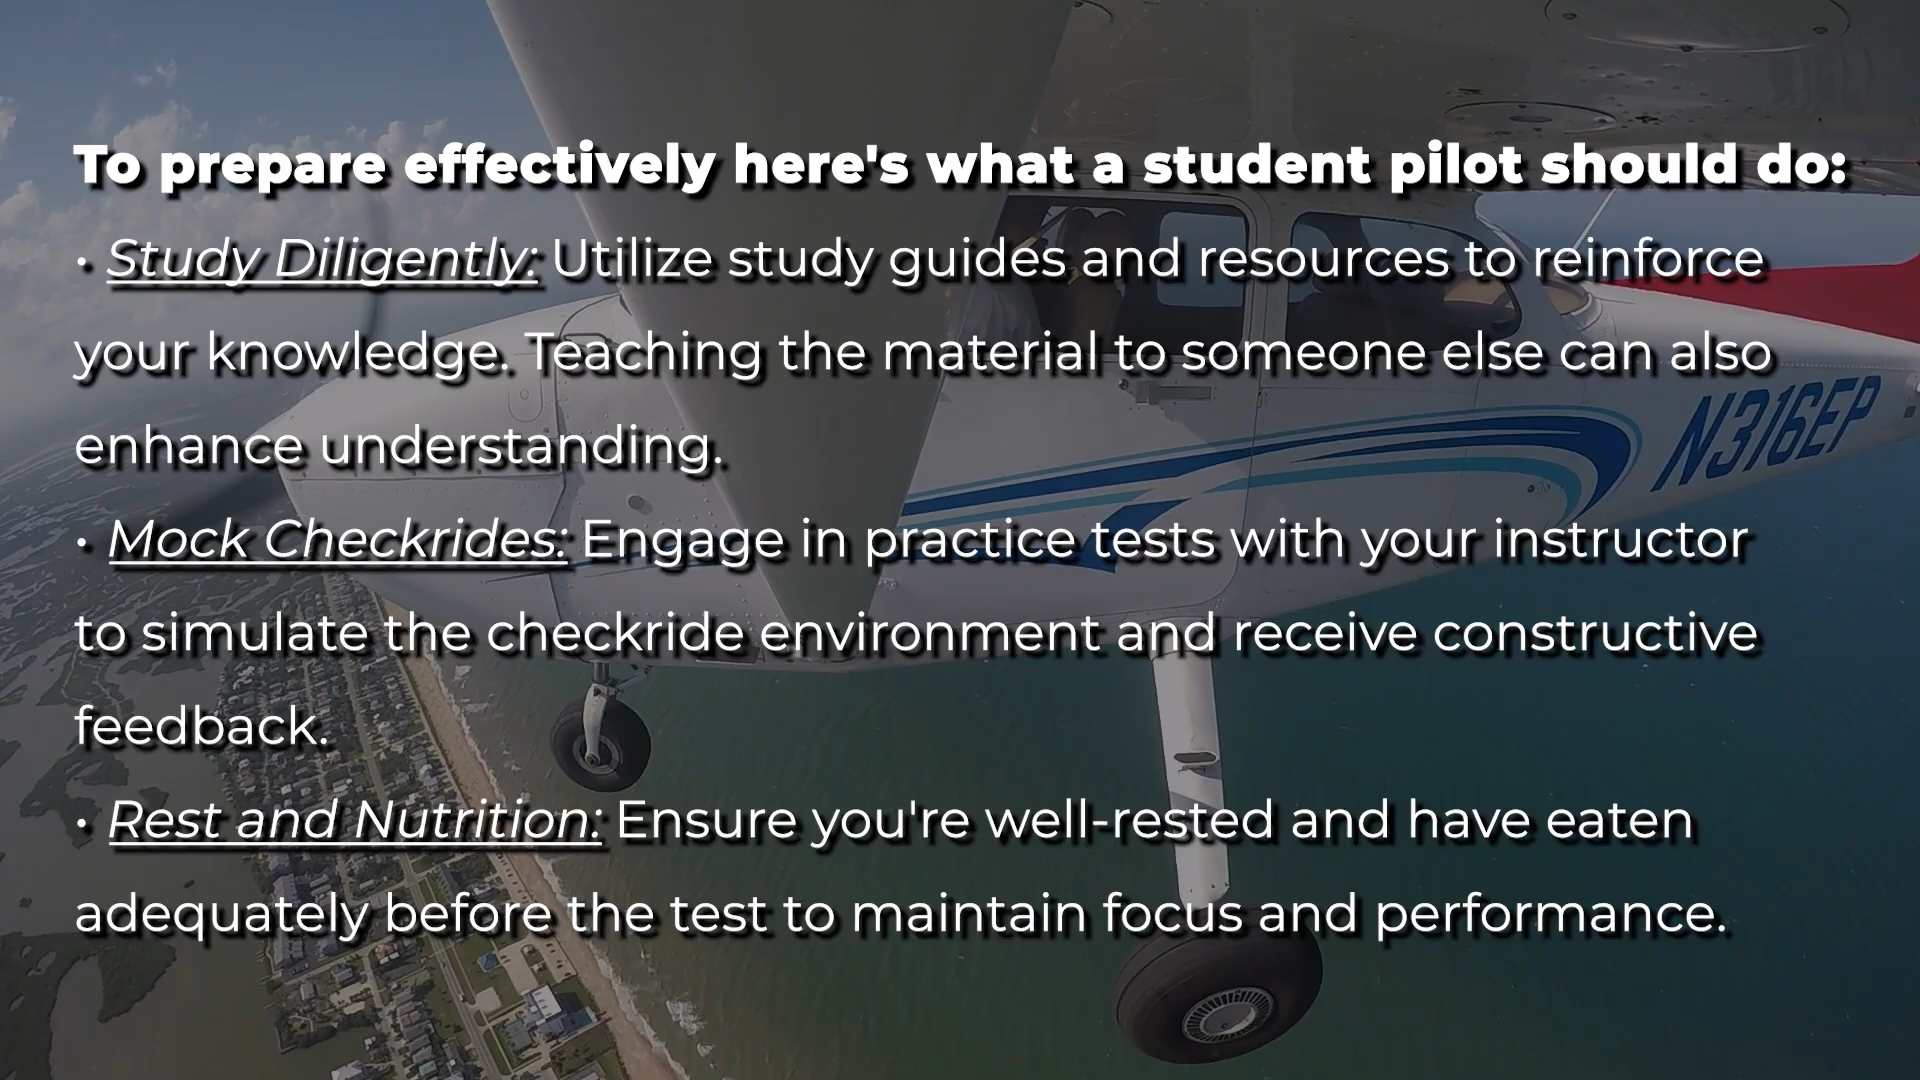 To prepare effectively here's what a student pilot should do:
• Study Diligently: Utilize study guides and resources to reinforce
your knowledge. Teaching the material to someone else can also
enhance understanding.
N316EP
• Mock Checkrides: Engage in practice tests with your instructor
to simulate the checkride environment and receive constructive
feedback.
• Rest and Nutrition: Ensure you're well-rested and have eaten
adequately before the test to maintain focus and performance.